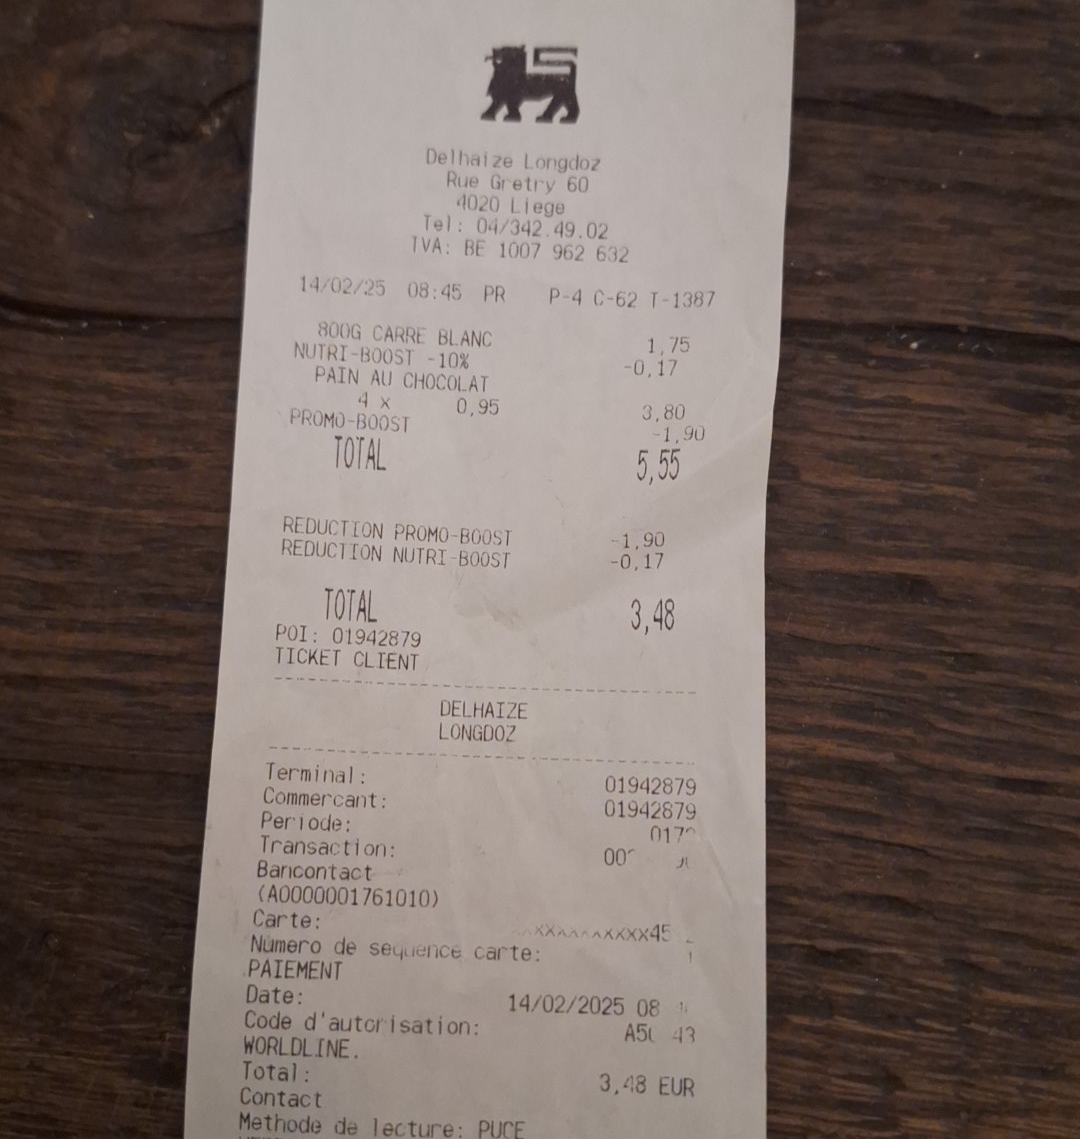 Delhaize Longdoz
Rue Gretry 60
4020 Liege
Tel: 04/342.49.02
TVA: BE 1007 962 632
14/02/25 08:45 PR P-4 C-62 T-1387
800G CARRE BLANC 1,75
NUTRI-BOOST -10% -0,17
PAIN AU CHOCOLAT
4 x 0,95 3,80
PROMO-BOOST -1,90
TOTAL 5,55
REDUCTION PROMO-BOOST -1,90
REDUCTION NUTRI-BOOST -0,17
TOTAL 3,48
POI: 01942879
TICKET CLIENT
DELHAIZE
LONGDOZ
Terminal: 01942879
Commercant: 01942879
Periode:
Transaction:
Bancontact
(A0000001761010)
Carte:
Numero de sequence carte: 1
PAIEMENT
Date: 14/02/2025 08
Code d'autorisation:
WORLDLINE.
Total: 3,48 EUR
Contact
Methode de lecture: PUCE